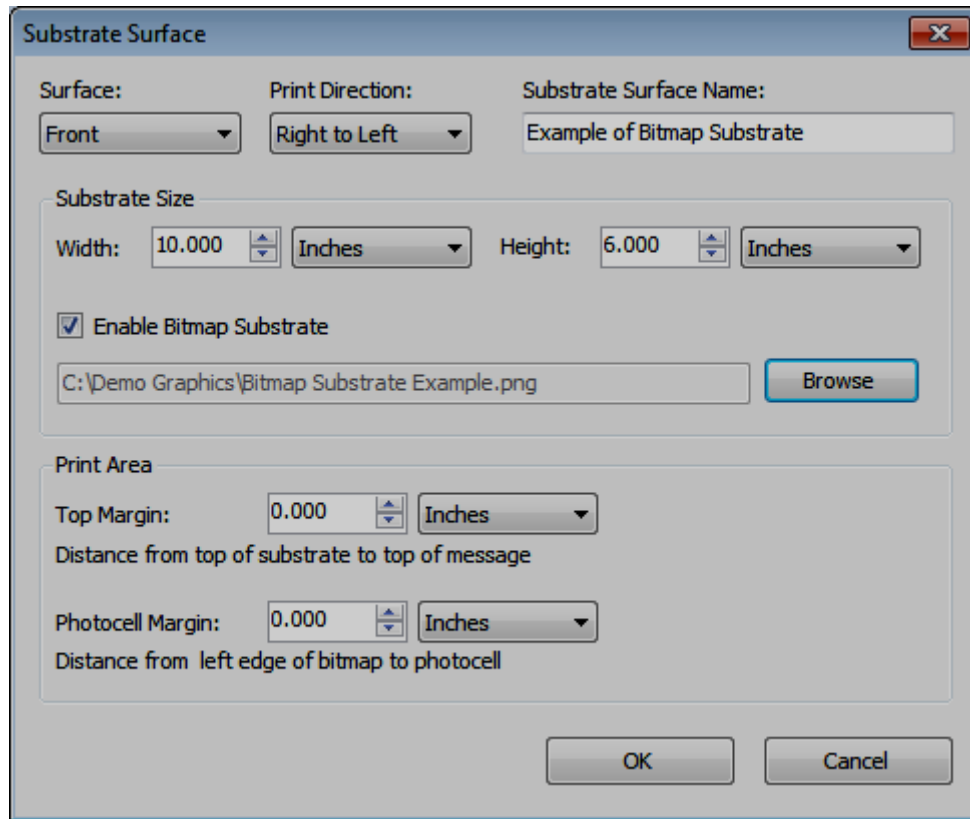 Substrate Surface
Surface: Print Direction: Substrate Surface Name:
Front Right to Left Example of Bitmap Substrate
Substrate Size
Width: 10.000 Inches Height: 6.000 Inches
Enable Bitmap Substrate
C:\Demo Graphics\Bitmap Substrate Example.png Browse
Print Area
Top Margin: 0.000 Inches
Distance from top of substrate to top of message
Photocell Margin: 0.000 Inches
Distance from left edge of bitmap to photocell
OK Cancel